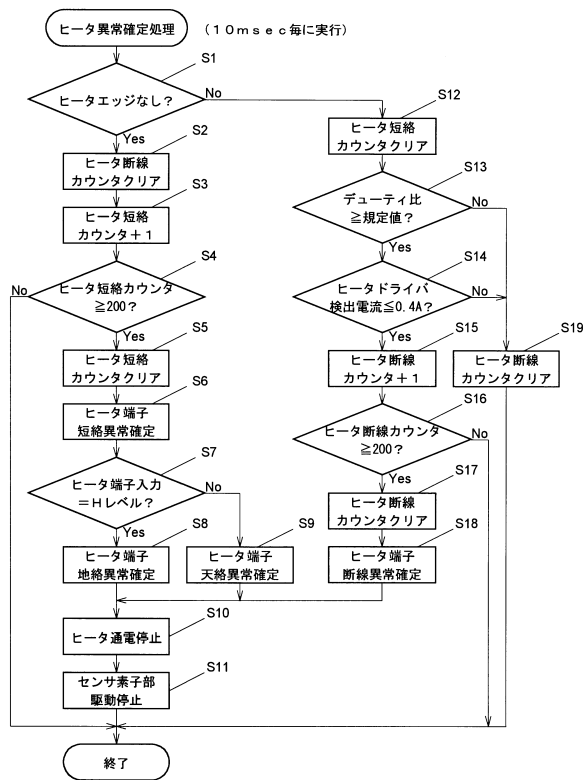 ヒータ異常確定処理
(10msec毎に実行)
S1
ヒータエッジなし?
No
Yes
S2
ヒータ断線
カウンタクリア
S3
ヒータ短絡
カウンタ+1
S4
ヒータ短絡カウンタ
≧200?
No
Yes
S5
ヒータ短絡
カウンタクリア
S6
ヒータ端子
短絡異常確定
S7
ヒータ端子入力
=Hレベル?
No
Yes
S8
ヒータ端子
地絡異常確定
S9
ヒータ端子
天絡異常確定
S10
ヒータ通電停止
S11
センサ素子部
駆動停止
終了
S12
ヒータ短絡
カウンタクリア
S13
デューティ比
≧規定値?
No
Yes
S14
ヒータドライバ
検出電流≦0.4A?
No
Yes
S15
ヒータ断線
カウンタ+1
S16
ヒータ断線カウンタ
≧200?
No
Yes
S17
ヒータ断線
カウンタクリア
S18
ヒータ端子
断線異常確定
S19
ヒータ断線
カウンタクリア